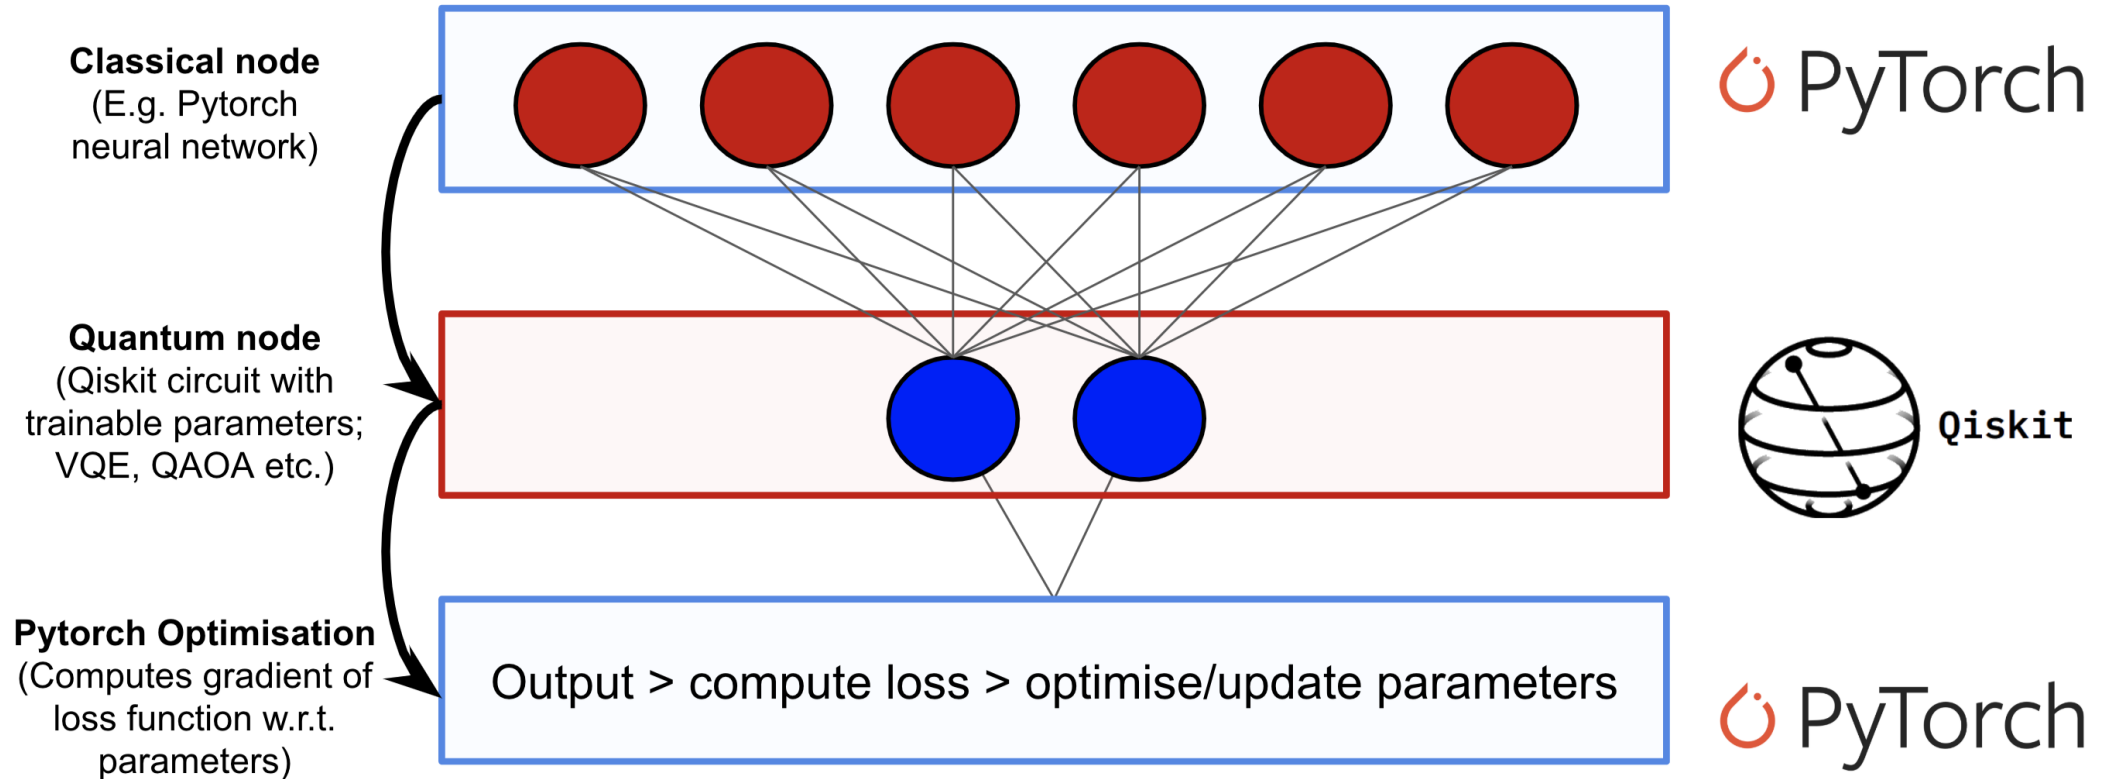 Classical node
(E.g. Pytorch
neural network)
PyTorch
Quantum node
(Qiskit circuit with
trainable parameters;
VQE, QAOA etc.)
Qiskit
Pytorch Optimisation
(Computes gradient of
loss function w.r.t.
parameters)
Output > compute loss > optimise/update parameters
PyTorch